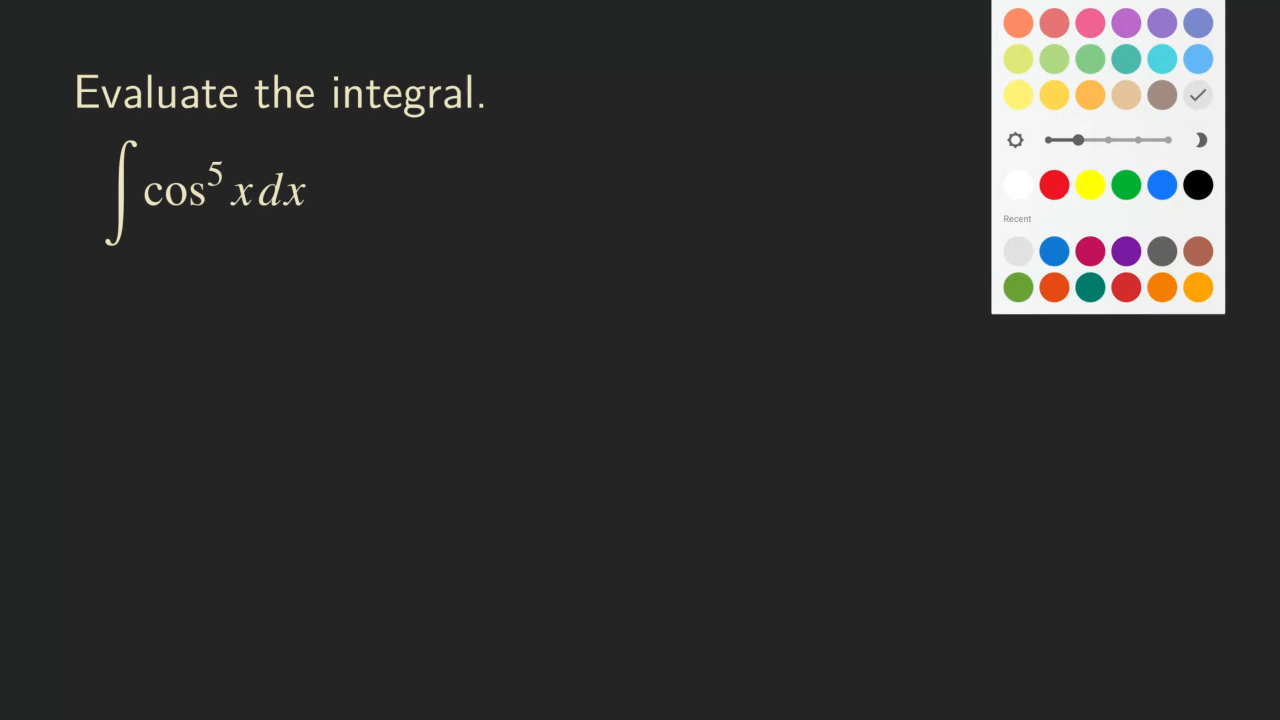 Evaluate the integral.
∫ cos⁵ x dx
Recent